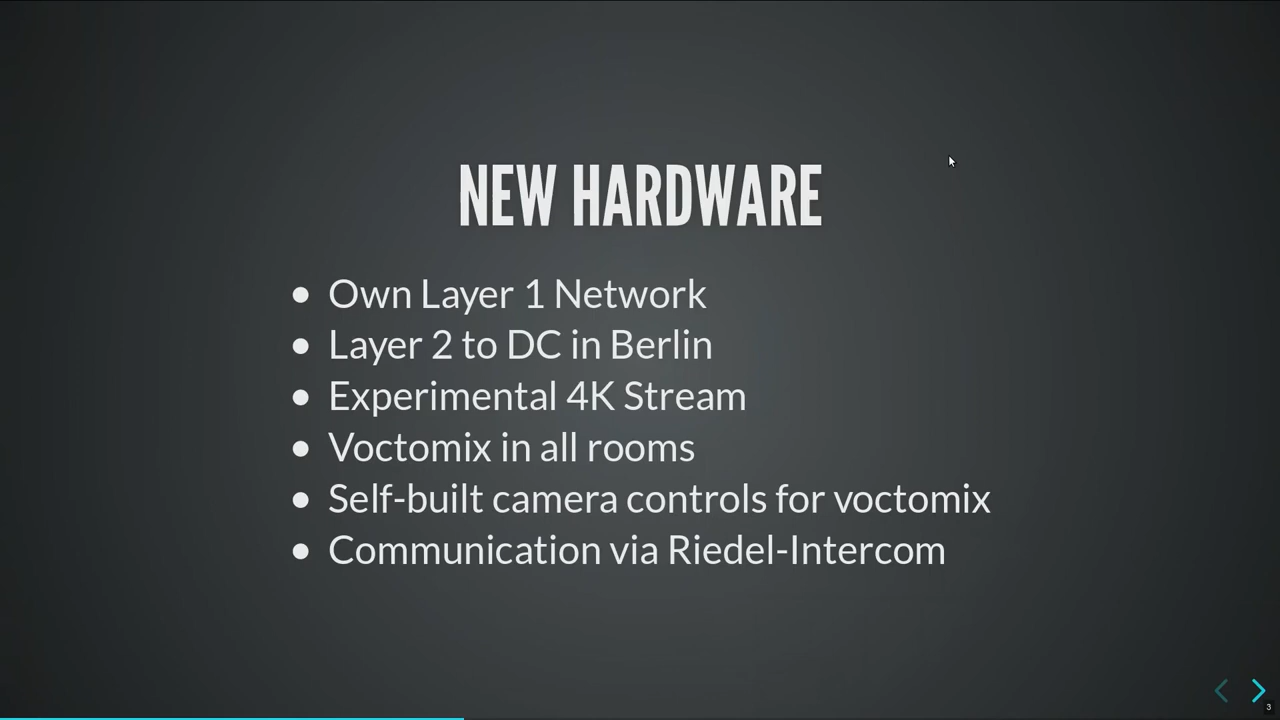 NEW HARDWARE
Own Layer 1 Network
Layer 2 to DC in Berlin
Experimental 4K Stream
Voctomix in all rooms
Self-built camera controls for voctomix
Communication via Riedel-Intercom
3